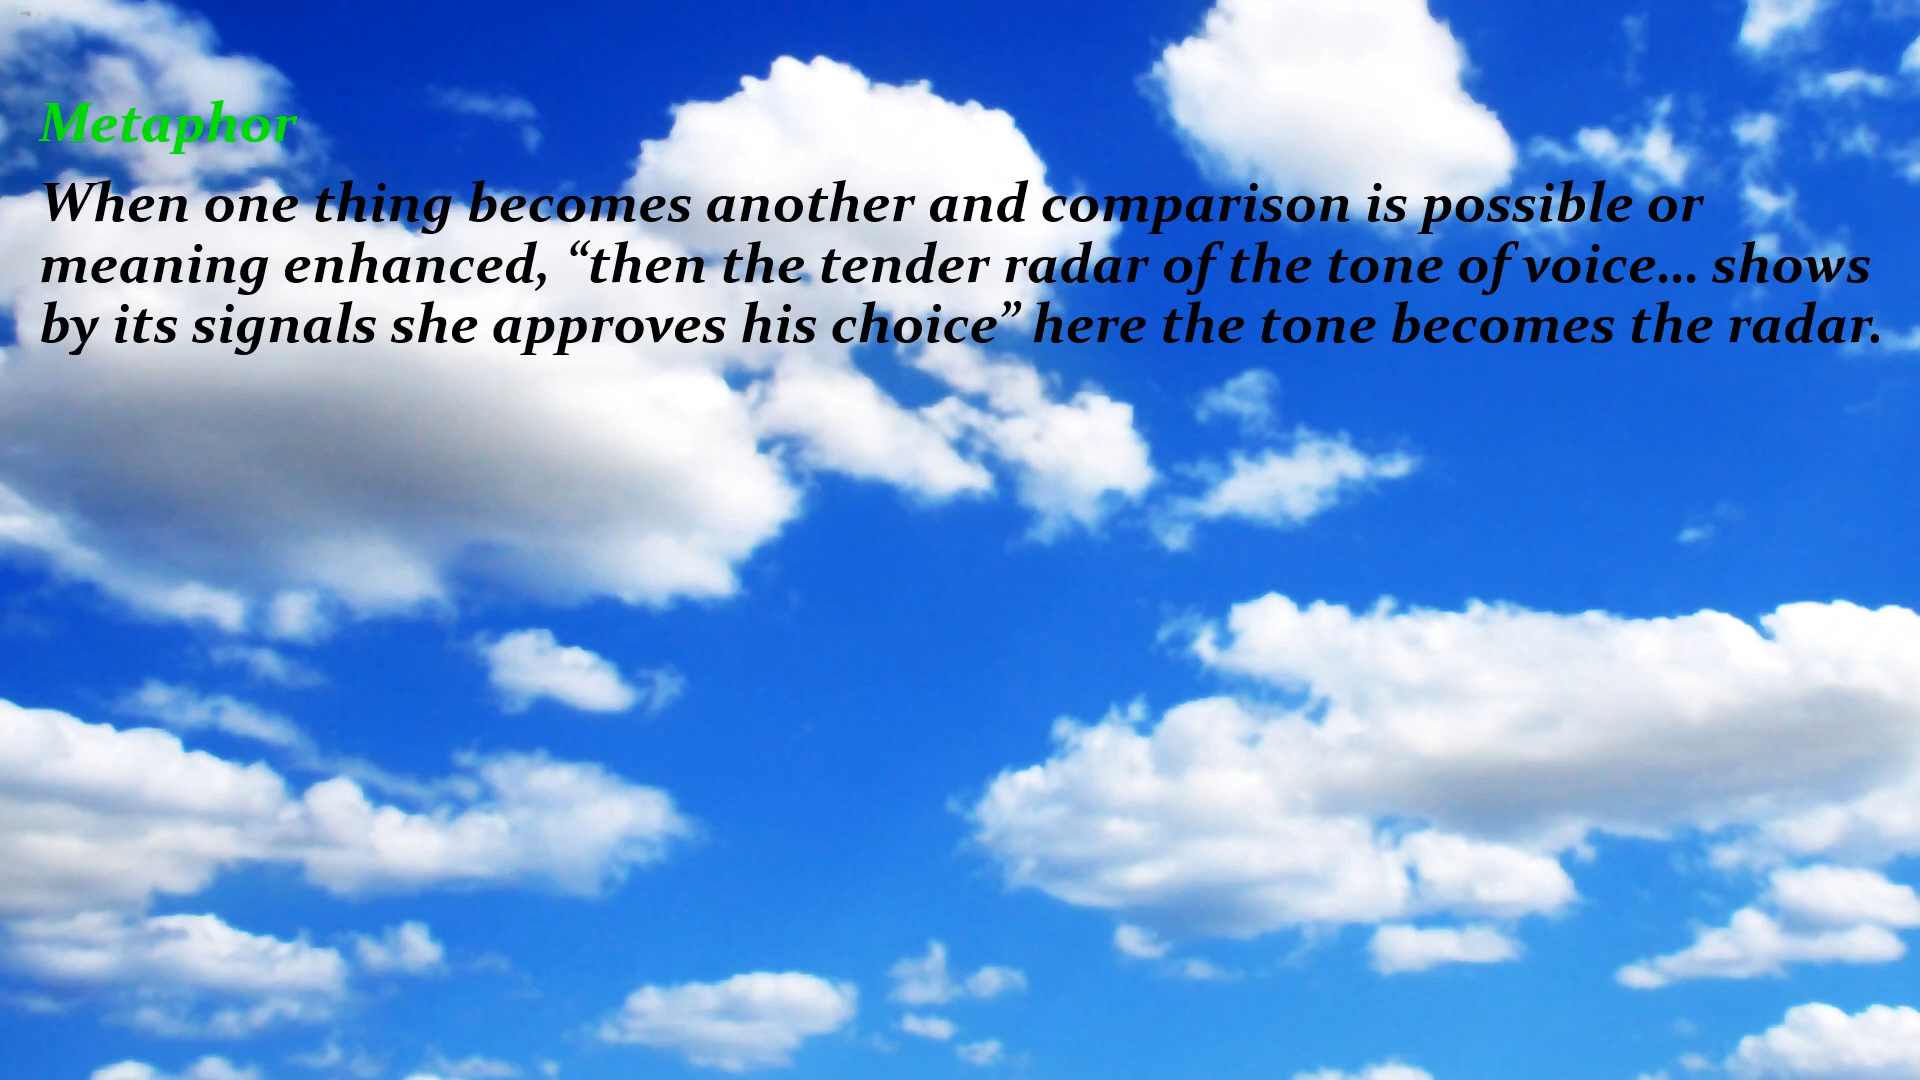 Metaphor
When one thing becomes another and comparison is possible or
meaning enhanced, “then the tender radar of the tone of voice... shows
by its signals she approves his choice” here the tone becomes the radar.